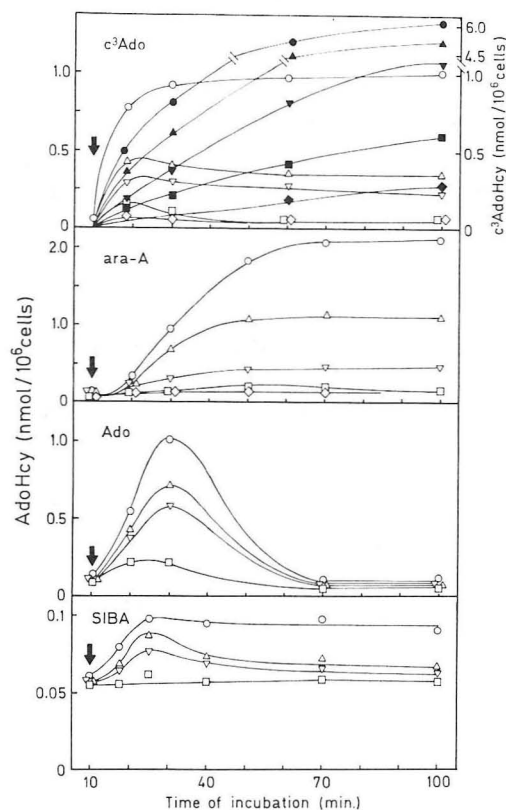 c³Ado
1.0
0.5
0
6.0
4.5
1.0
0.5
0
c³AdoHcy (nmol/10⁶ cells)
ara-A
2.0
1.0
0
AdoHcy (nmol/10⁶cells)
Ado
1.0
0.5
0
SIBA
0.1
0.05
0
10 40 70 100
Time of incubation (min.)